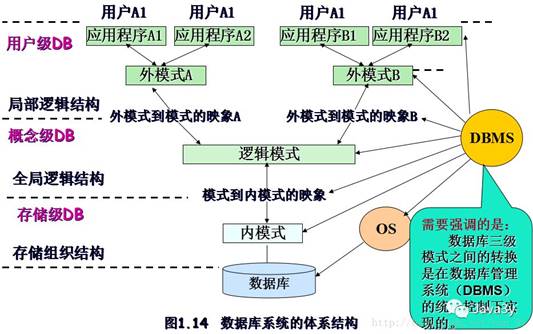 用户A1 用户A1 用户A1 用户A1
用户级DB
应用程序A1 应用程序A2 应用程序B1 应用程序B2
外模式A 外模式B
局部逻辑结构
外模式到模式的映象A 外模式到模式的映象B
概念级DB
DBMS
逻辑模式
全局逻辑结构
模式到内模式的映象
存储级DB
OS
内模式
存储组织结构
数据库
需要强调的是：
数据库三级
模式之间的转换
是在数据库管理
系统（DBMS）
的统一控制下实
现的。
Javaesy
图1.14 数据库系统的体系结构